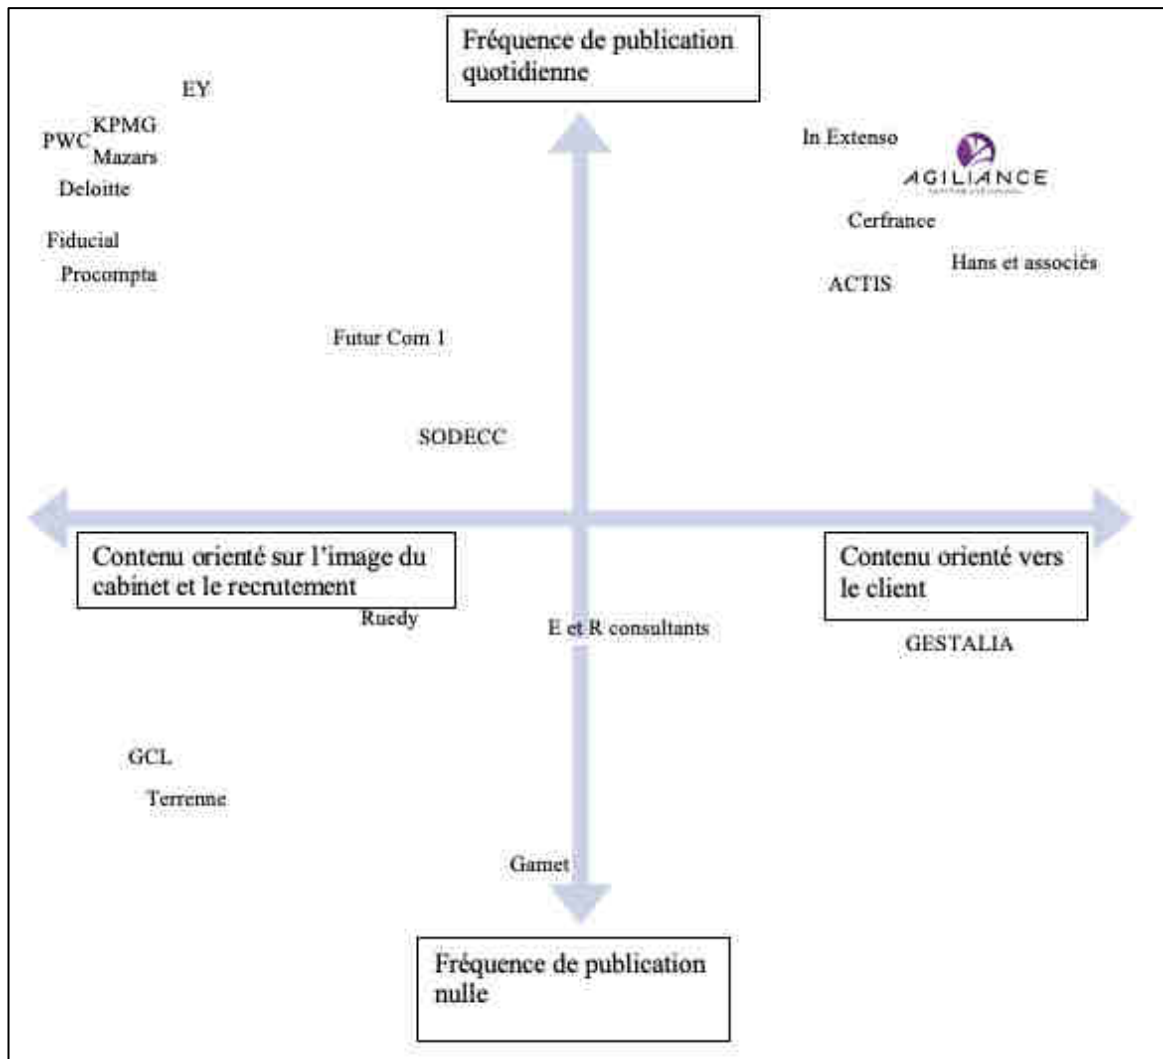 Fréquence de publication
quotidienne
EY
KPMG
PWC
Mazars
Deloitte
Fiducial
Procompta
In Extenso
AGILIANCE
Cerfrance
Hans et associés
ACTIS
Futur Com 1
SODECC
Contenu orienté sur l'image du
cabinet et le recrutement
Contenu orienté vers
le client
Ruedy
E et R consultants
GESTALIA
GCL
Terrenne
Gamet
Fréquence de publication
nulle